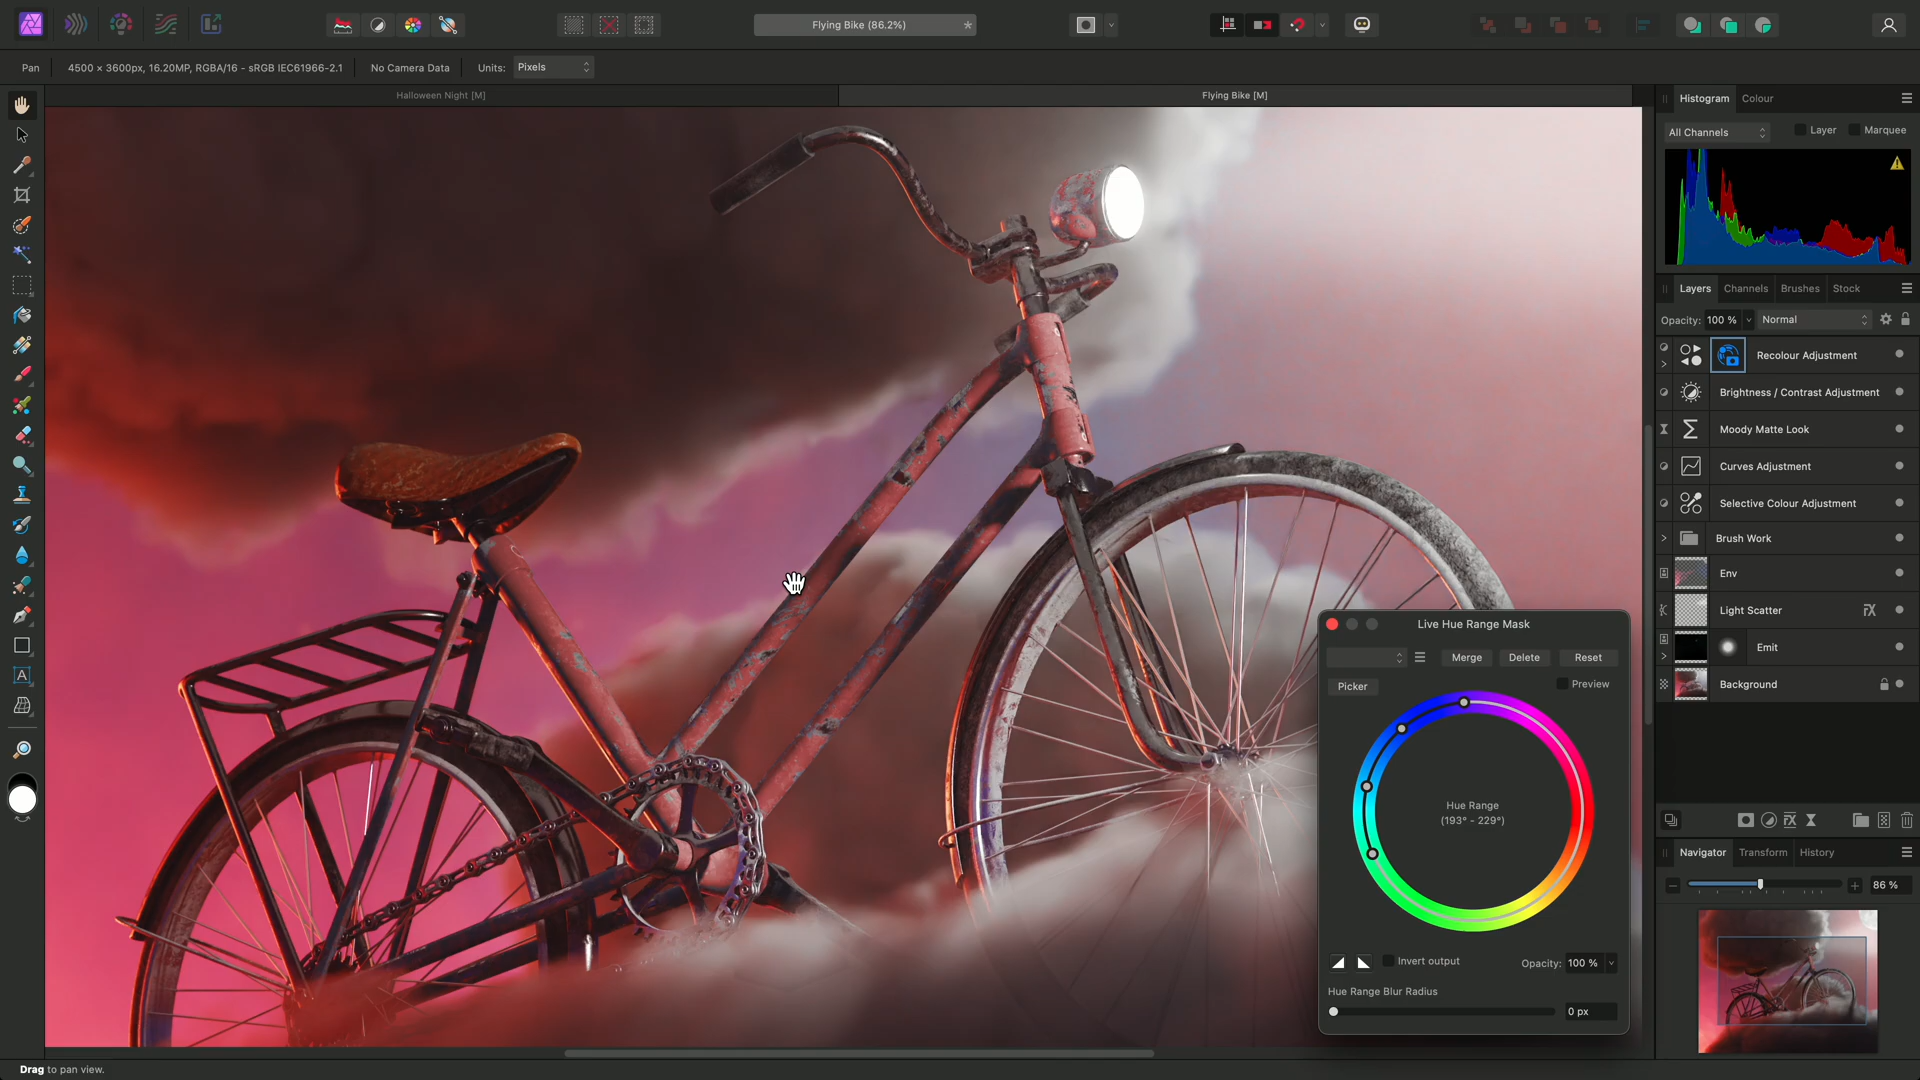 Flying Bike (86.2%)
*
Pan
4500 × 3600px, 16.20MP, RGBA/16 - sRGB IEC61966-2.1
No Camera Data
Units:
Pixels
Halloween Night [M]
Flying Bike [M]
Histogram
Colour
All Channels
Layer
Marquee
Layers
Channels
Brushes
Stock
Opacity:
100 %
Normal
Recolour Adjustment
Brightness / Contrast Adjustment
Moody Matte Look
Curves Adjustment
Selective Colour Adjustment
Brush Work
Env
Light Scatter
Emit
Background
Live Hue Range Mask
Merge
Delete
Reset
Picker
Preview
Hue Range
(193° - 229°)
Invert output
Opacity:
100 %
Hue Range Blur Radius
0 px
Navigator
Transform
History
86 %
Drag to pan view.